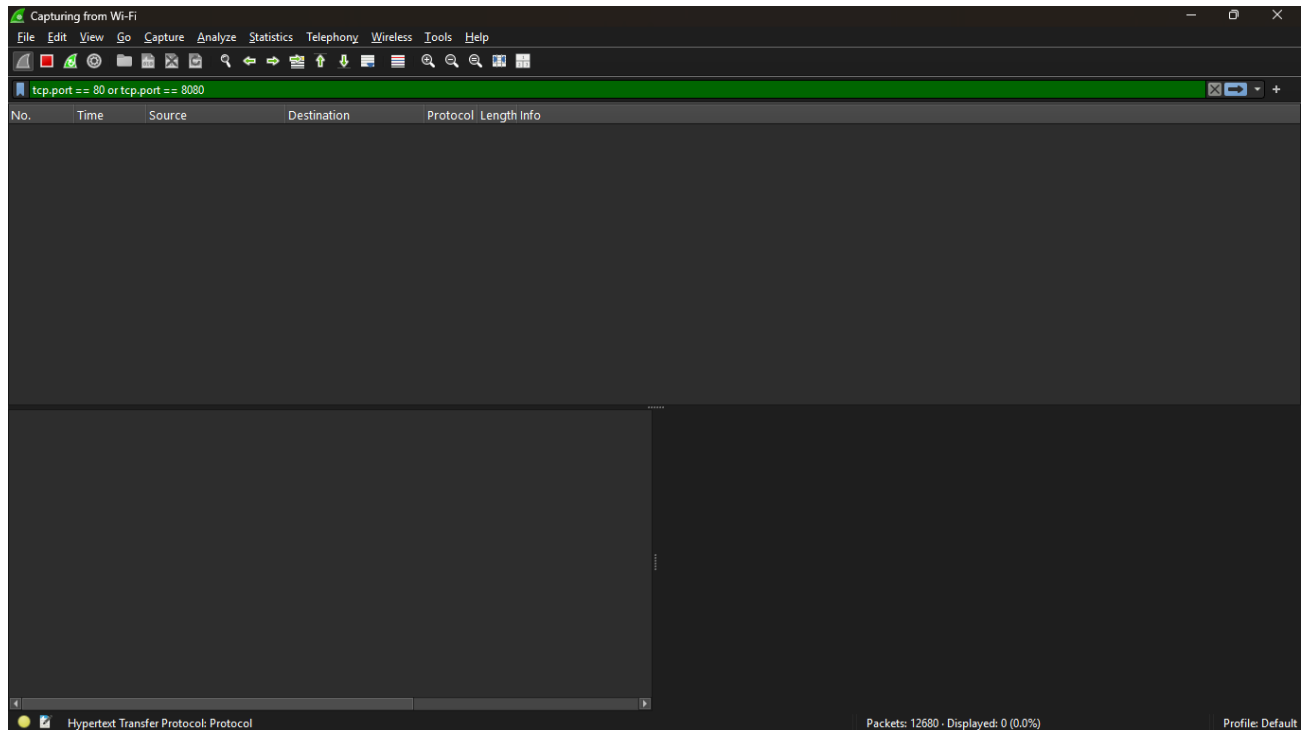 Capturing from Wi-Fi
File Edit View Go Capture Analyze Statistics Telephony Wireless Tools Help
tcp.port == 80 or tcp.port == 8080
No. Time Source Destination Protocol Length Info
Hypertext Transfer Protocol: Protocol Packets: 12680 · Displayed: 0 (0.0%) Profile: Default